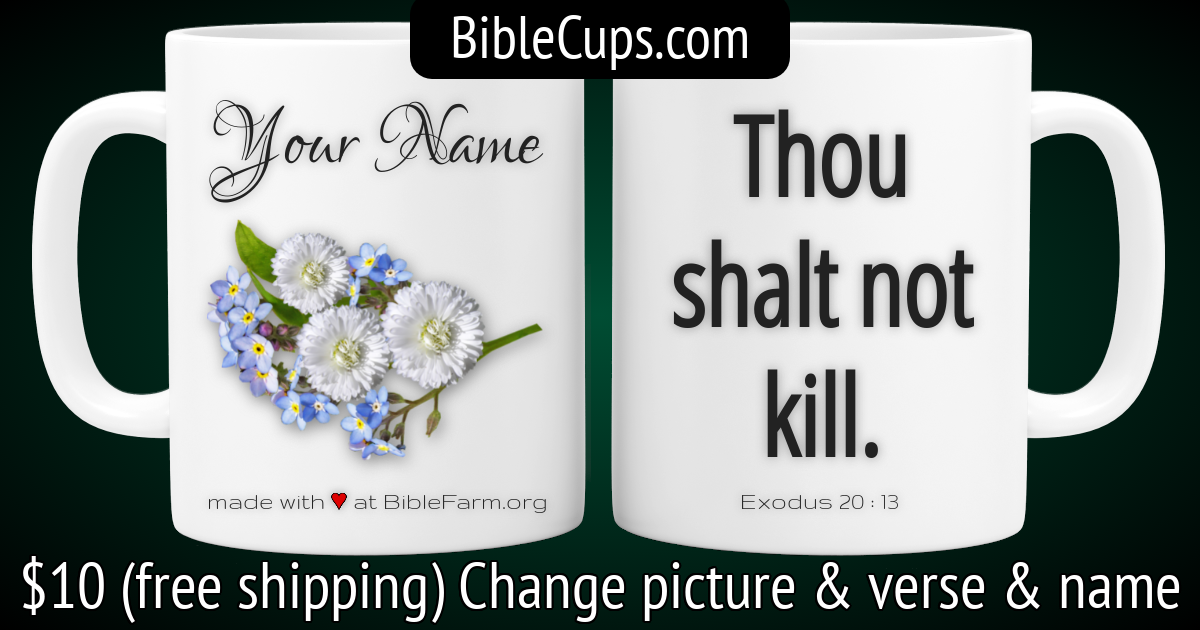 BibleCups.com
Your Name
made with ❤ at BibleFarm.org
Thou
shalt not
kill.
Exodus 20 : 13
$10 (free shipping) Change picture & verse & name